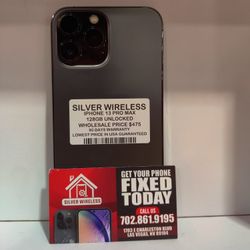 SILVER WIRELESS
IPHONE 13 PRO MAX
128GB UNLOCKED
WHOLESALE PRICE $475
90 DAYS WARRANTY
LOWEST PRICE IN USA GUARANTEED
SILVER WIRELESS
GET YOUR PHONE
FIXED
TODAY
CALL US
702.861.9195
1703 E CHARLESTON BLVD
LAS VEGAS, NV 89104